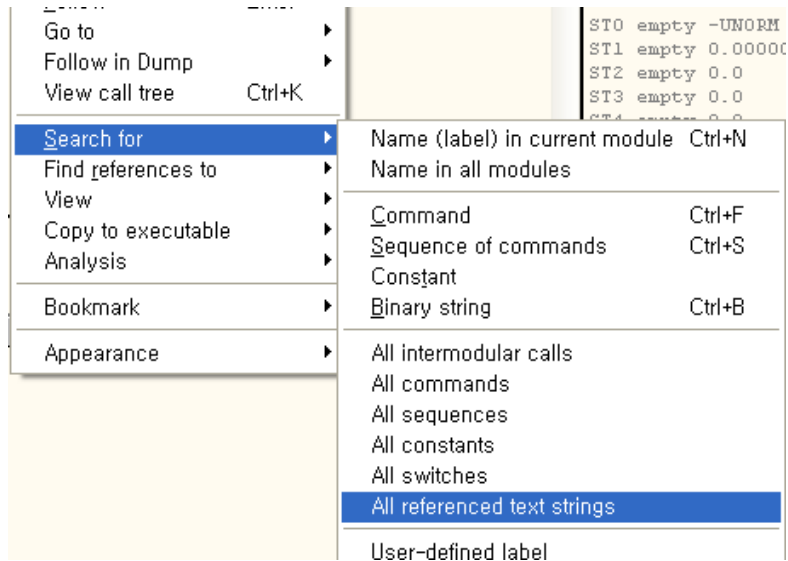 Go to
Follow in Dump
View call tree Ctrl+K
Search for
Find references to
View
Copy to executable
Analysis
Bookmark
Appearance
ST0 empty -UNORM
ST1 empty 0.00000
ST2 empty 0.0
ST3 empty 0.0
Name (label) in current module Ctrl+N
Name in all modules
Command Ctrl+F
Sequence of commands Ctrl+S
Constant
Binary string Ctrl+B
All intermodular calls
All commands
All sequences
All constants
All switches
All referenced text strings
User-defined label